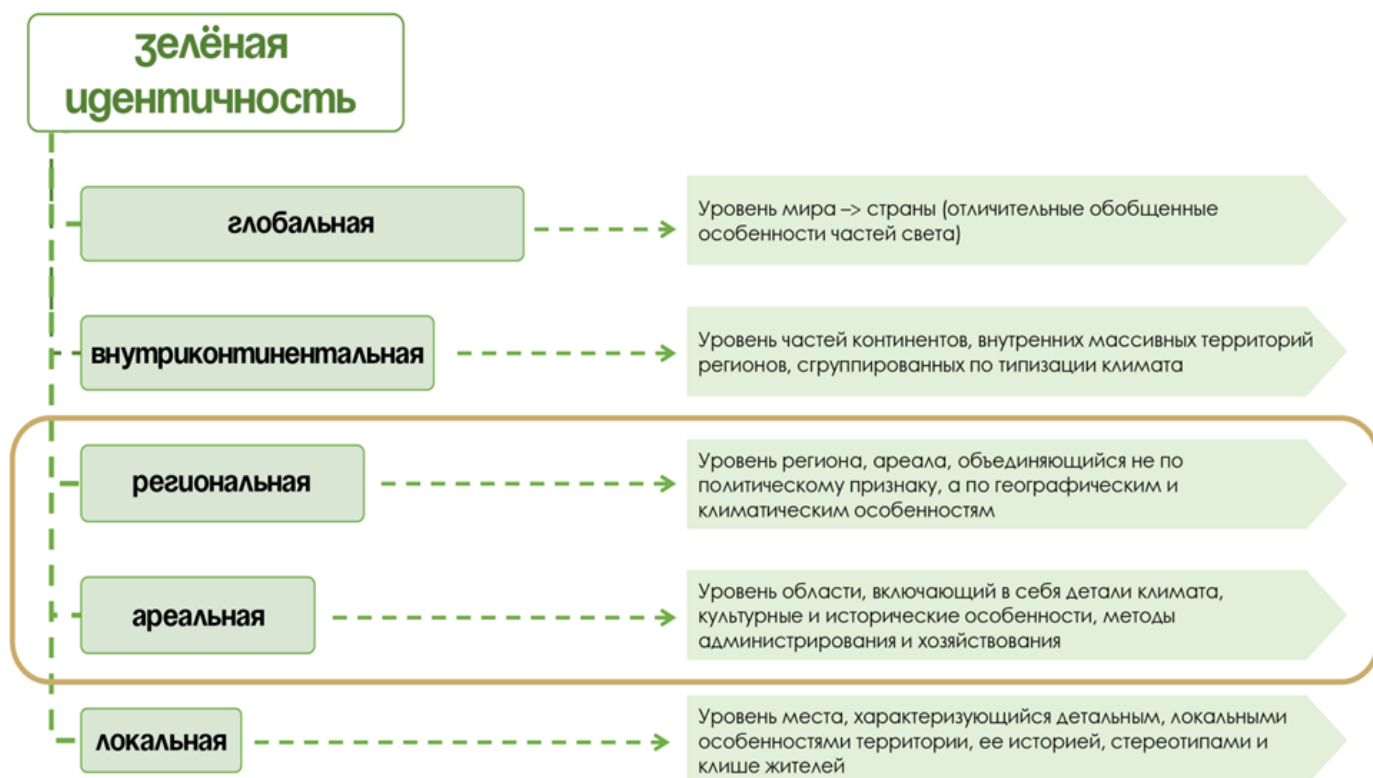 зелёная
идентичность
глобальная
Уровень мира –> страны (отличительные обобщенные
особенности частей света)
внутриконтинентальная
Уровень частей континентов, внутренних массивных территорий
регионов, сгруппированных по типизации климата
региональная
Уровень региона, ареала, объединяющийся не по
политическому признаку, а по географическим и
климатическим особенностям
ареальная
Уровень области, включающий в себя детали климата,
культурные и исторические особенности, методы
администрирования и хозяйствования
локальная
Уровень места, характеризующийся детальным, локальными
особенностями территории, ее историей, стереотипами и
клише жителей